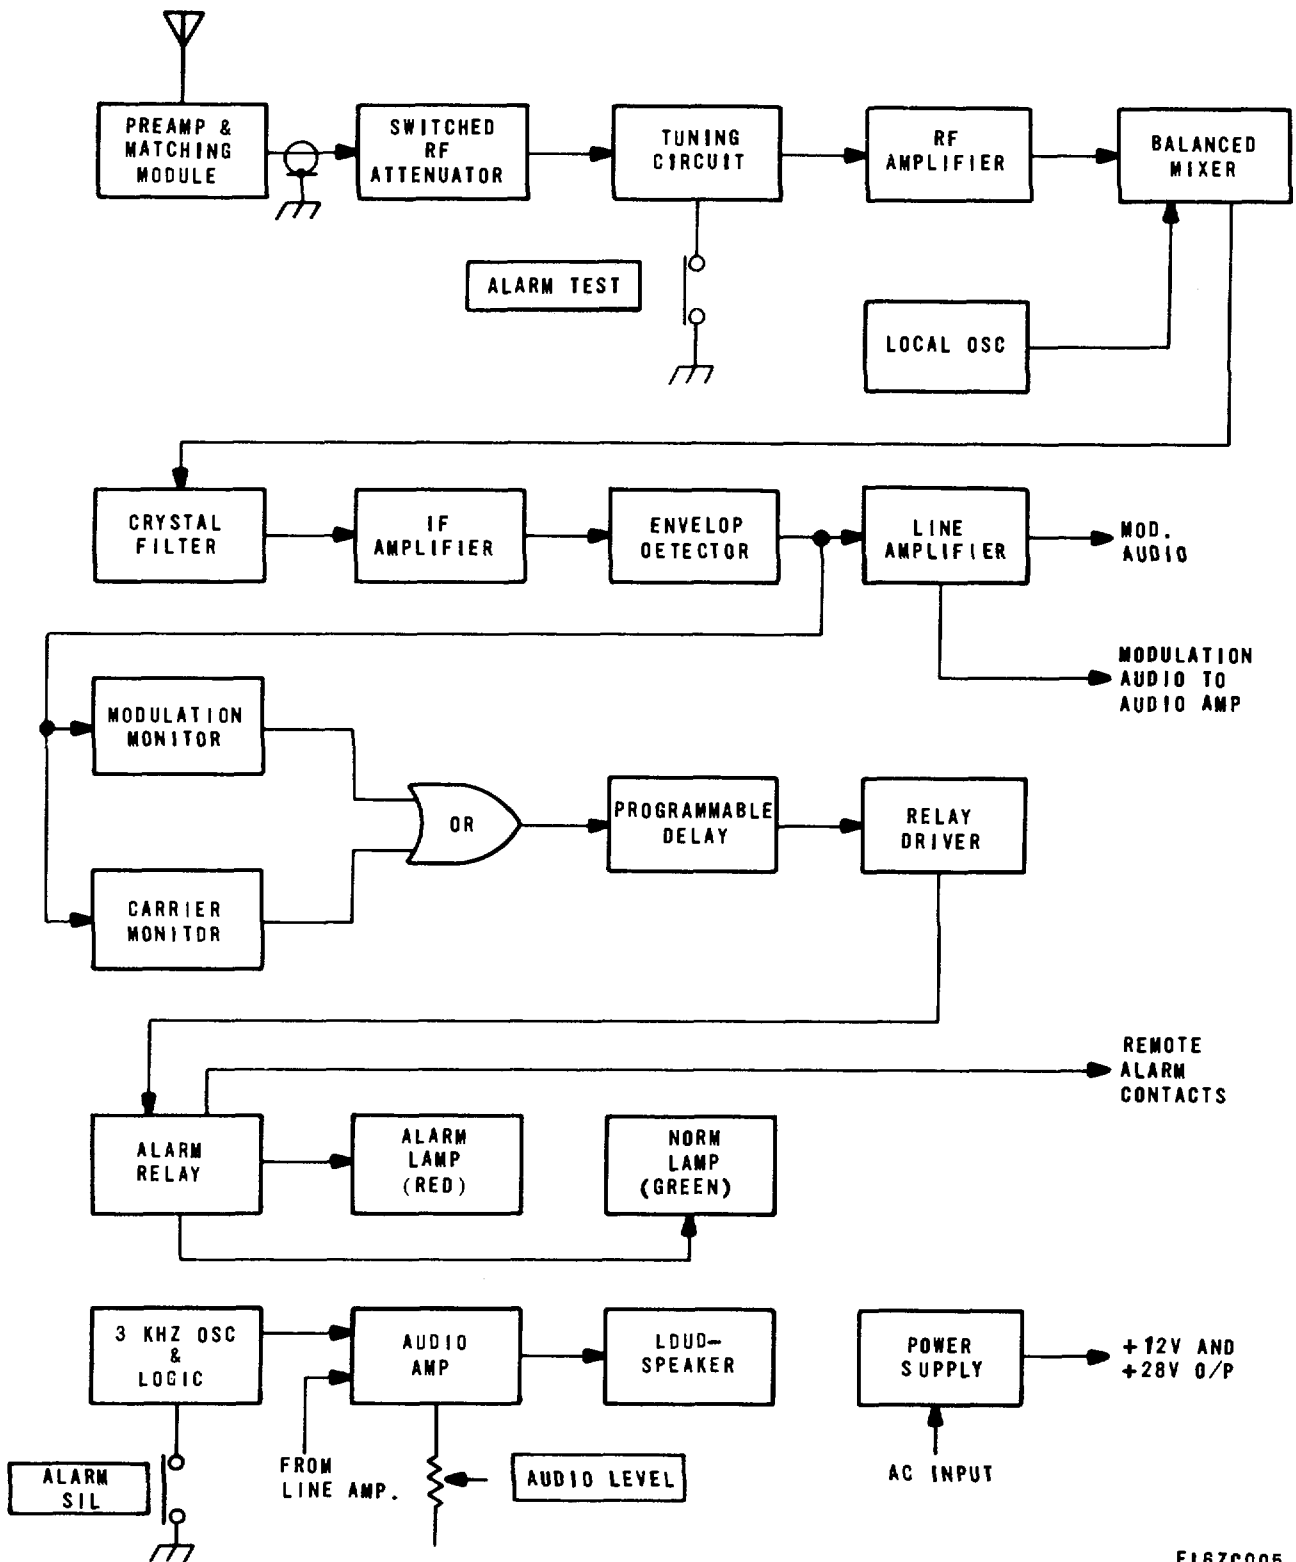 PREAMP &
MATCHING
MODULE
SWITCHED
RF
ATTENUATOR
TUNING
CIRCUIT
RF
AMPLIFIER
BALANCED
MIXER
ALARM TEST
LOCAL OSC
CRYSTAL
FILTER
IF
AMPLIFIER
ENVELOP
DETECTOR
LINE
AMPLIFIER
MOD.
AUDIO
MODULATION
AUDIO TO
AUDIO AMP
MODULATION
MONITOR
OR
PROGRAMMABLE
DELAY
RELAY
DRIVER
CARRIER
MONITOR
REMOTE
ALARM
CONTACTS
ALARM
RELAY
ALARM
LAMP
(RED)
NORM
LAMP
(GREEN)
3 KHZ OSC
&
LOGIC
AUDIO
AMP
LOUD-
SPEAKER
POWER
SUPPLY
+12V AND
+28V O/P
ALARM
SIL
FROM
LINE AMP.
AUDIO LEVEL
AC INPUT
F167C005